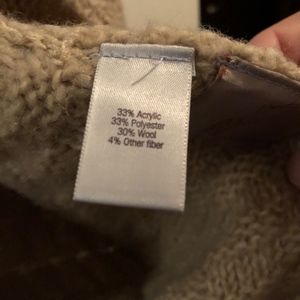 33% Acrylic
33% Polyester
30% Wool
4% Other fiber